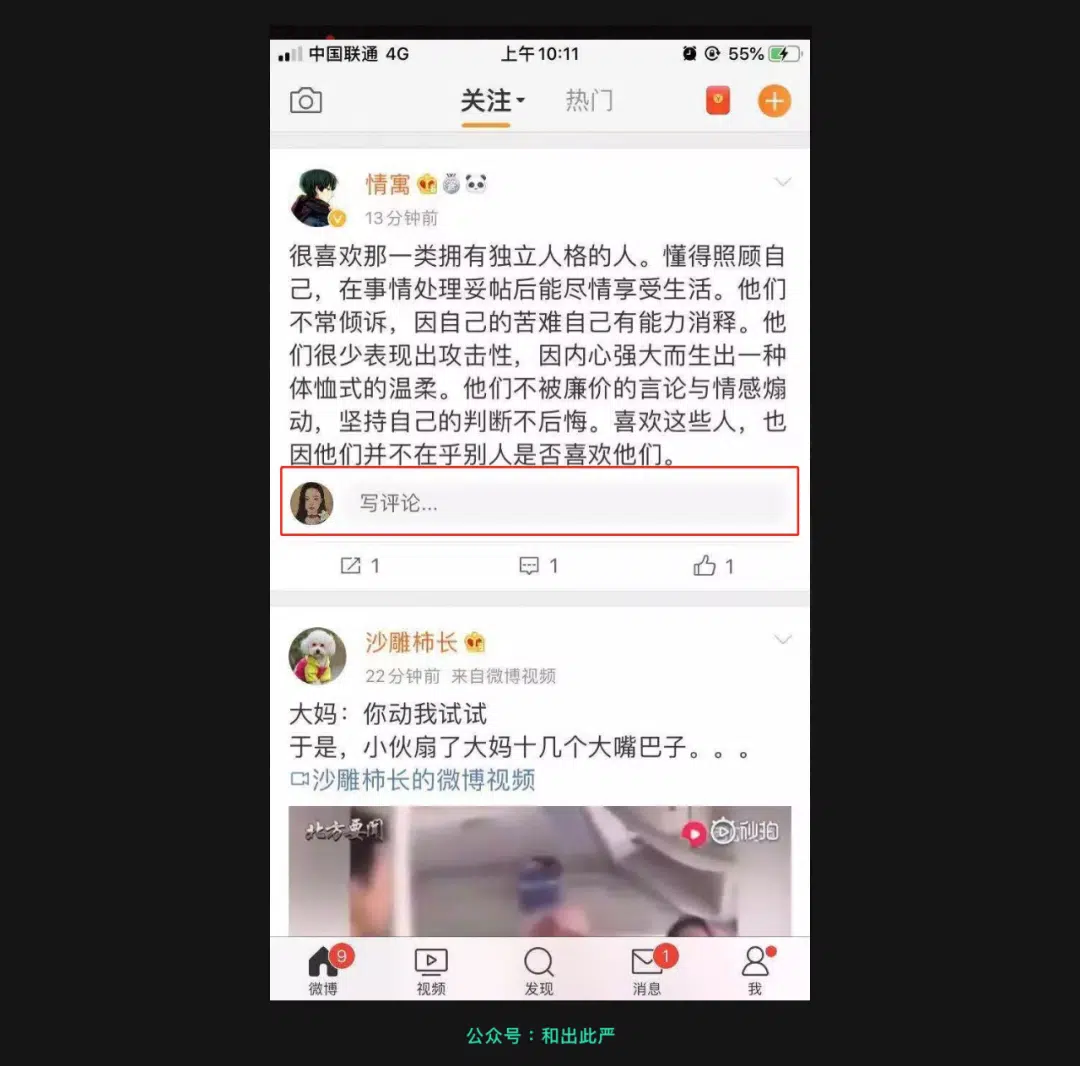 中国联通 4G 上午10:11 55%
关注 热门
情寓
13分钟前
很喜欢那一类拥有独立人格的人。懂得照顾自
己，在事情处理妥帖后能尽情享受生活。他们
不常倾诉，因自己的苦难自己有能力消释。他
们很少表现出攻击性，因内心强大而生出一种
体恤式的温柔。他们不被廉价的言论与情感煽
动，坚持自己的判断不后悔。喜欢这些人，也
因他们并不在乎别人是否喜欢他们。
写评论...
1 1 1
沙雕柿长
22分钟前 来自微博视频
大妈：你动我试试
于是，小伙扇了大妈十几个大嘴巴子。。。
沙雕柿长的微博视频
北方要闻 秒拍
9 1
微博 视频 发现 消息 我
公众号：和出此严